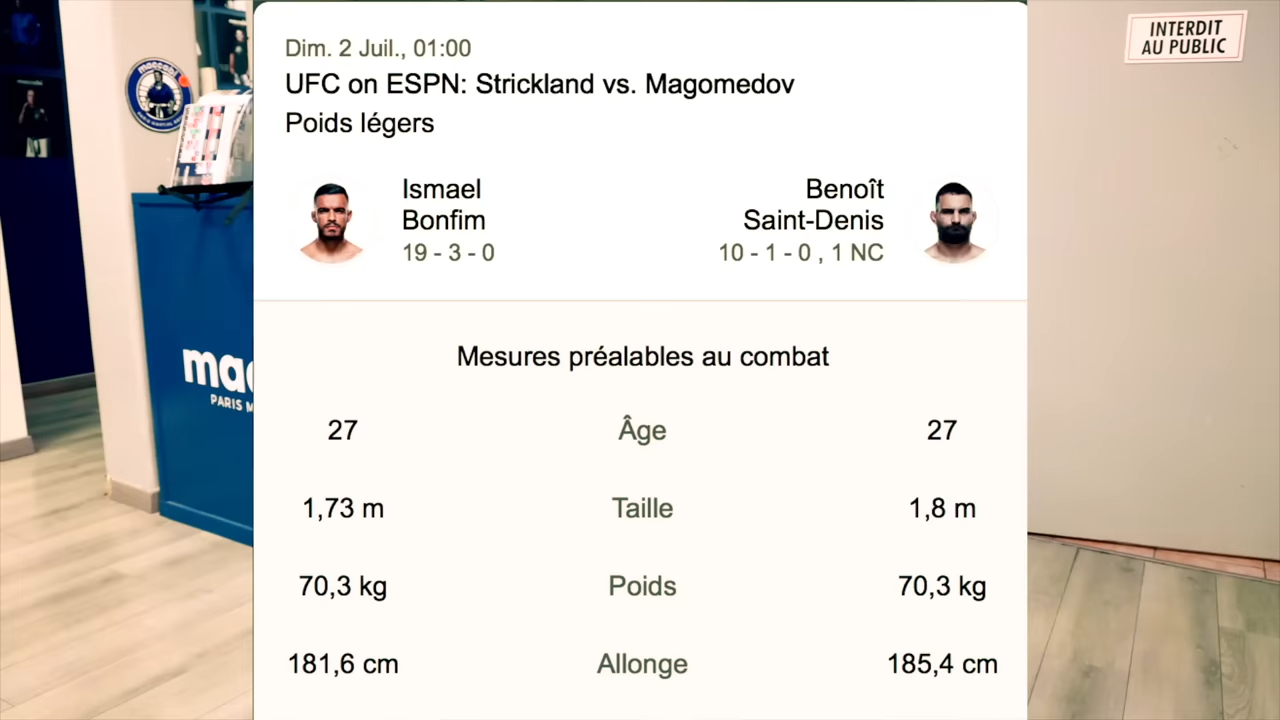 Dim. 2 Juil., 01:00
UFC on ESPN: Strickland vs. Magomedov
Poids légers
Ismael
Bonfim
19 - 3 - 0
Benoît
Saint-Denis
10 - 1 - 0 , 1 NC
Mesures préalables au combat
27 Âge 27
1,73 m Taille 1,8 m
70,3 kg Poids 70,3 kg
181,6 cm Allonge 185,4 cm
maccabi
PARIS
INTERDIT
AU PUBLIC